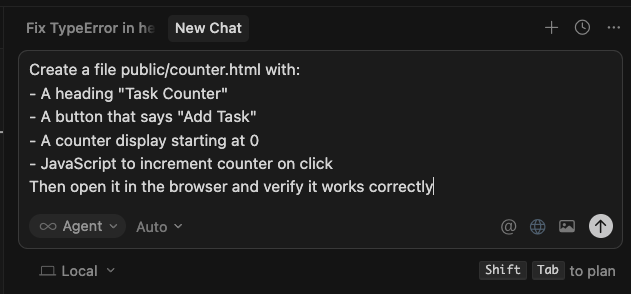 Fix TypeError in he New Chat
Create a file public/counter.html with:
- A heading "Task Counter"
- A button that says "Add Task"
- A counter display starting at 0
- JavaScript to increment counter on click
Then open it in the browser and verify it works correctly
Agent Auto @
Local Shift Tab to plan